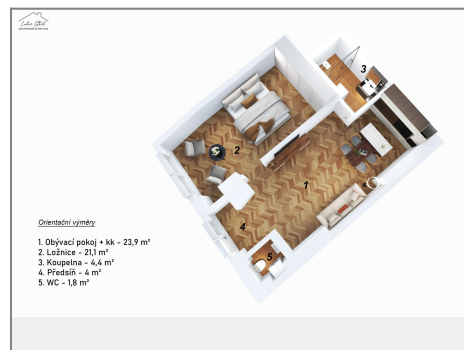 Orientační výměry
1. Obývací pokoj + kk - 23,9 m²
2. Ložnice - 21,1 m²
3. Koupelna - 4,4 m²
4. Předsíň - 4 m²
5. WC - 1,8 m²
3
2
1
4
5